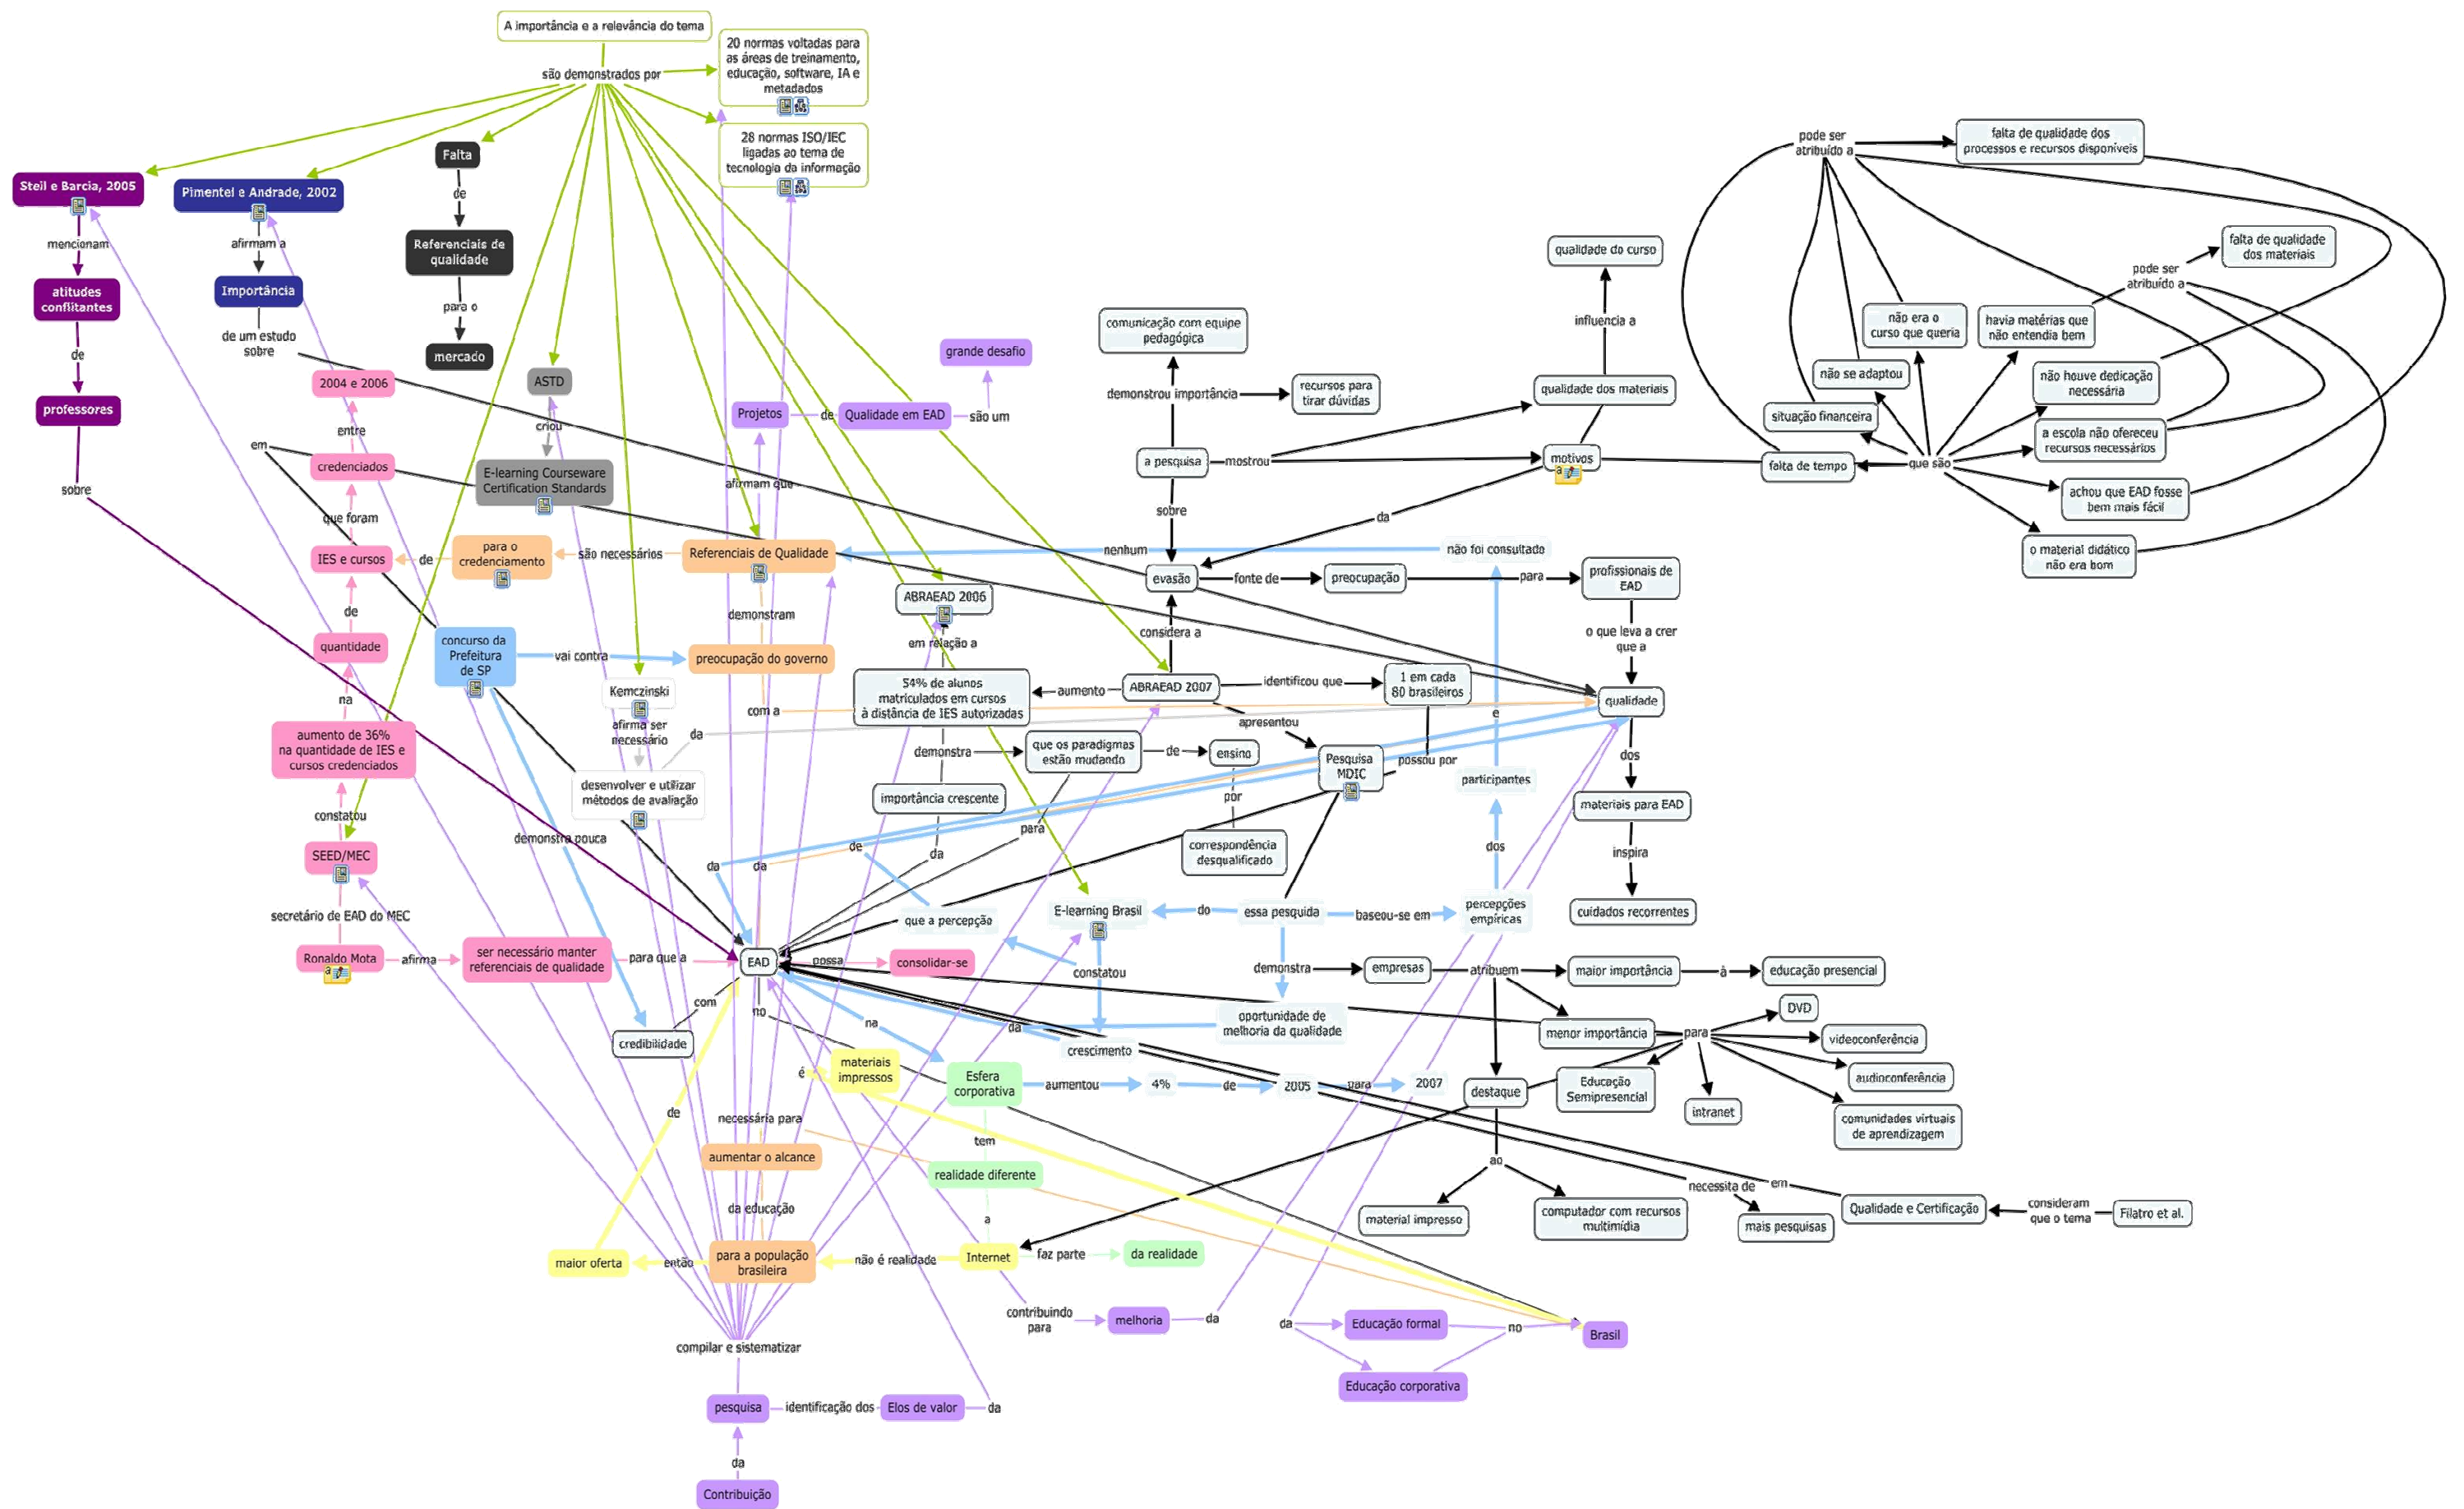 A importância e a relevância do tema
são demonstrados por
20 normas voltadas para
as áreas de treinamento,
educação, software, IA e
metadados
28 normas ISO/IEC
ligadas ao tema de
tecnologia da informação
Falta
de
Referenciais de
qualidade
para o
mercado
Steil e Barcia, 2005
mencionam
atitudes
conflitantes
de
professores
sobre
Pimentel e Andrade, 2002
afirmam a
Importância
de um estudo
sobre
2004 e 2006
entre
credenciados
que foram
IES e cursos
de
quantidade
na
aumento de 36%
na quantidade de IES e
cursos credenciados
constatou
SEED/MEC
secretário de EAD do MEC
Ronaldo Mota
afirma
ser necessário manter
referenciais de qualidade
para que a
em
ASTD
criou
E-learning Courseware
Certification Standards
para o
credenciamento
de
são necessários
Referenciais de Qualidade
demonstram
preocupação do governo
com a
vai contra
concurso da
Prefeitura
de SP
demonstra pouca
credibilidade
com
Kemczinski
afirma ser
necessário
desenvolver e utilizar
métodos de avaliação
da
Projetos
de
Qualidade em EAD
são um
grande desafio
afirmam que
nenhum
não foi consultado
e
participantes
dos
percepções
empíricas
baseou-se em
essa pesquida
do
E-learning Brasil
constatou
que a percepção
de
da
da
ABRAEAD 2006
em relação a
54% de alunos
matriculados em cursos
à distância de IES autorizadas
aumento
ABRAEAD 2007
considera a
identificou que
1 em cada
80 brasileiros
possou por
apresentou
Pesquisa
MDIC
demonstra
que os paradigmas
estão mudando
de
ensino
por
correspondência
desqualificado
importância crescente
da
para
comunicação com equipe
pedagógica
demonstrou importância
recursos para
tirar dúvidas
a pesquisa
mostrou
sobre
evasão
fonte de
preocupação
para
profissionais de
EAD
o que leva a crer
que a
qualidade
dos
materiais para EAD
inspira
cuidados recorrentes
qualidade do curso
influencia a
qualidade dos materiais
motivos
da
falta de tempo
que são
situação financeira
não se adaptou
não era o
curso que queria
havia matérias que
não entendia bem
não houve dedicação
necessária
a escola não ofereceu
recursos necessários
achou que EAD fosse
bem mais fácil
o material didático
não era bom
pode ser
atribuído a
falta de qualidade dos
processos e recursos disponíveis
pode ser
atribuído a
falta de qualidade
dos materiais
EAD
possa
consolidar-se
no
na
da
crescimento
oportunidade de
melhoria da qualidade
demonstra
empresas
atribuem
maior importância
à
educação presencial
menor importância
para
DVD
videoconferência
audioconferência
comunidades virtuais
de aprendizagem
intranet
Educação
Semipresencial
destaque
ao
material impresso
computador com recursos
multimídia
necessita de
mais pesquisas
em
Qualidade e Certificação
consideram
que o tema
Filatro et al.
materiais
impressos
é
Esfera
corporativa
aumentou
4%
de
2005
para
2007
tem
realidade diferente
a
Internet
faz parte
da realidade
não é realidade
para a população
brasileira
então
maior oferta
de
necessária para
aumentar o alcance
da educação
contribuindo
para
melhoria
da
da
Educação formal
Educação corporativa
no
Brasil
compilar e sistematizar
pesquisa
identificação dos
Elos de valor
da
da
Contribuição